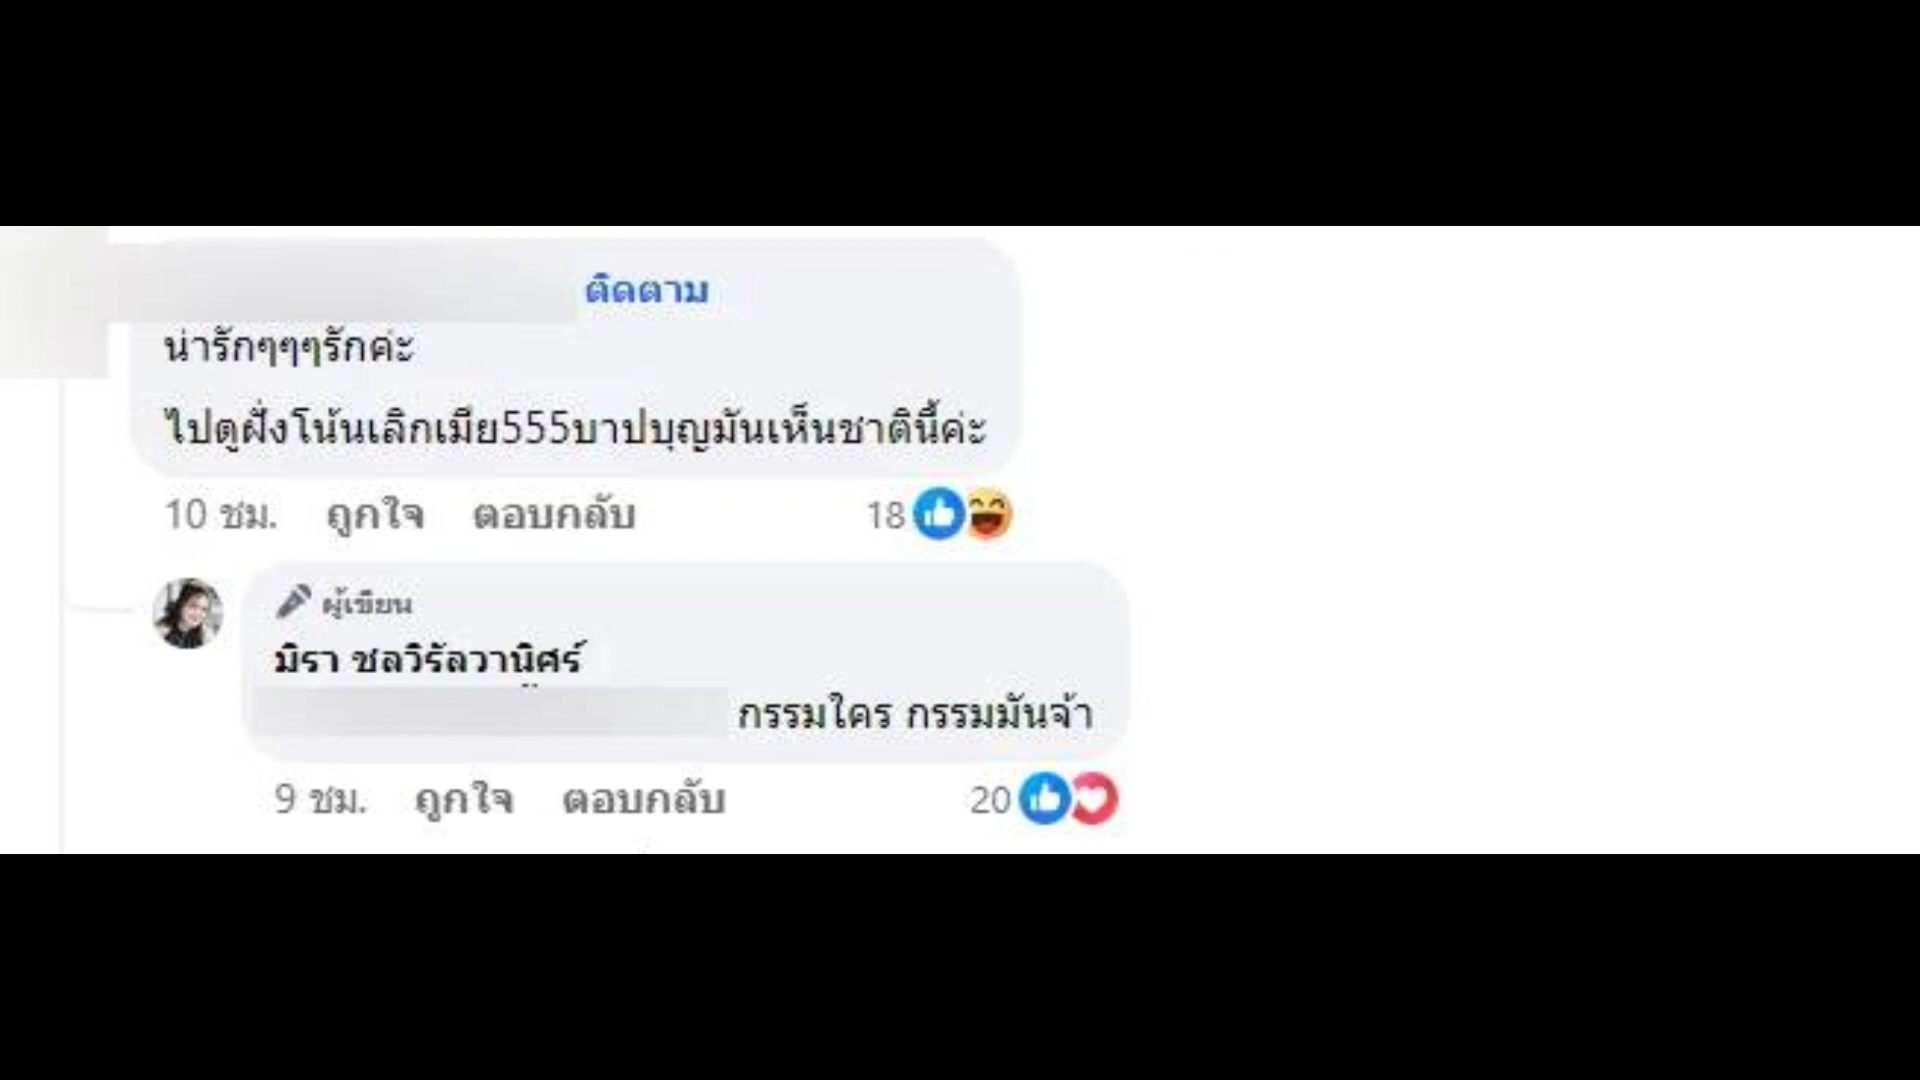 ติดตาม
น่ารักๆๆๆรักค่ะ
ไปดูฝั่งโน้นเลิกเมีย555บาปบุญมันเห็นชาตินี้ค่ะ
10 ชม. ถูกใจ ตอบกลับ 18
ผู้เขียน
มิรา ชลวิรัลวานิศร์
กรรมใคร กรรมมันจ้า
9 ชม. ถูกใจ ตอบกลับ 20